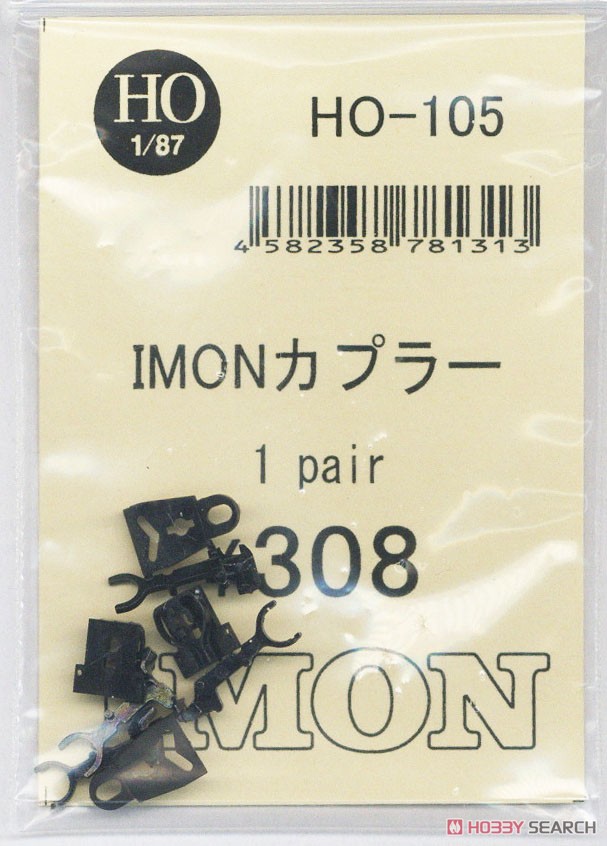 HO
1/87
HO-105
4 582358 781313
IMONカプラー
1 pair
¥308
IMON
HOBBY SEARCH